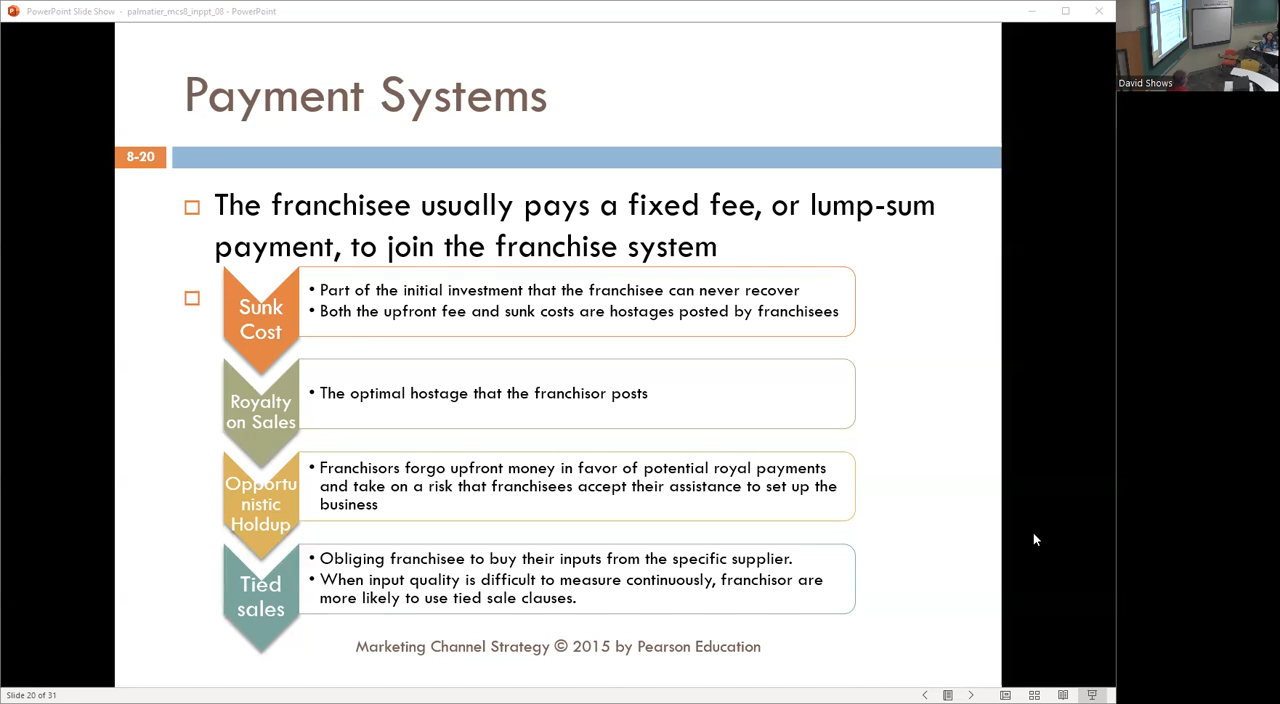 PowerPoint Slide Show - palmatier_mcs8_inppt_08 - PowerPoint
David Shows
Payment Systems
8-20
The franchisee usually pays a fixed fee, or lump-sum
payment, to join the franchise system
Sunk
Cost
• Part of the initial investment that the franchisee can never recover
• Both the upfront fee and sunk costs are hostages posted by franchisees
Royalty
on Sales
• The optimal hostage that the franchisor posts
Opportu
nistic
Holdup
• Franchisors forgo upfront money in favor of potential royal payments
and take on a risk that franchisees accept their assistance to set up the
business
Tied
sales
• Obliging franchisee to buy their inputs from the specific supplier.
• When input quality is difficult to measure continuously, franchisor are
more likely to use tied sale clauses.
Marketing Channel Strategy © 2015 by Pearson Education
Slide 20 of 31